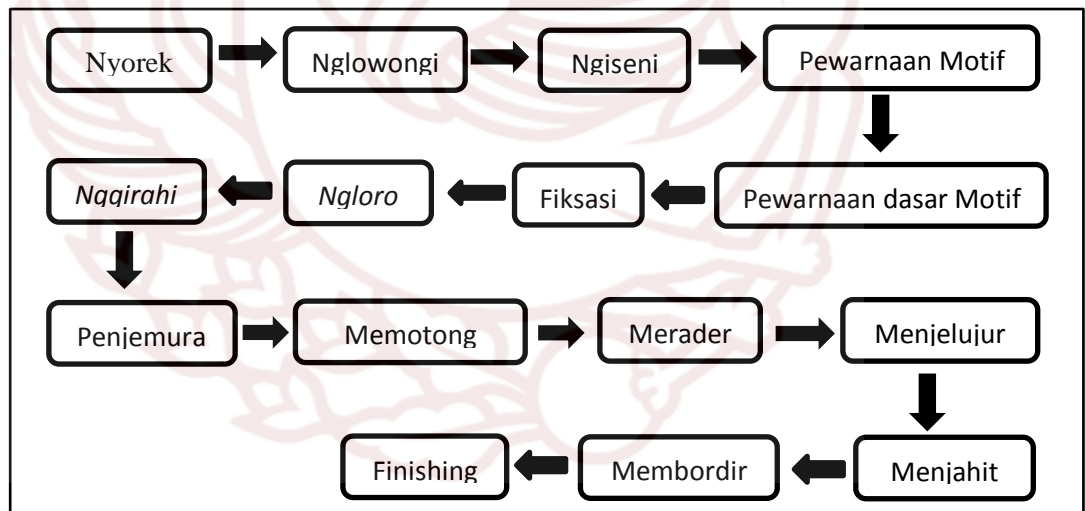 Nyorek
Nglowongi
Ngiseni
Pewarnaan Motif
Pewarnaan dasar Motif
Fiksasi
Ngloro
Nggirahi
Penjemura
Memotong
Merader
Menjelujur
Menjahit
Membordir
Finishing